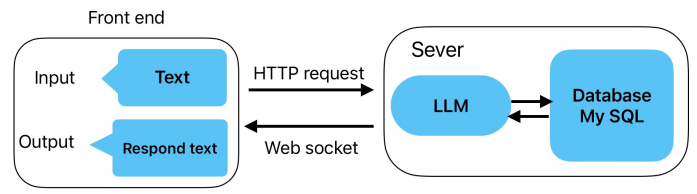 Front end
Input
Text
Output
Respond text
HTTP request
Web socket
Sever
LLM
Database
My SQL